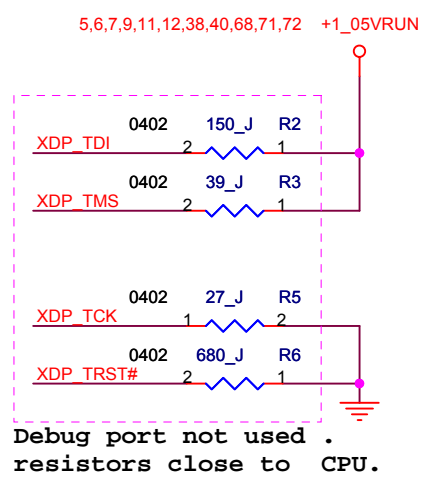 5,6,7,9,11,12,38,40,68,71,72 +1_05VRUN
0402 150_J R2
XDP_TDI 2 1
0402 39_J R3
XDP_TMS 2 1
0402 27_J R5
XDP_TCK 1 2
0402 680_J R6
XDP_TRST# 2 1
Debug port not used .
resistors close to CPU.